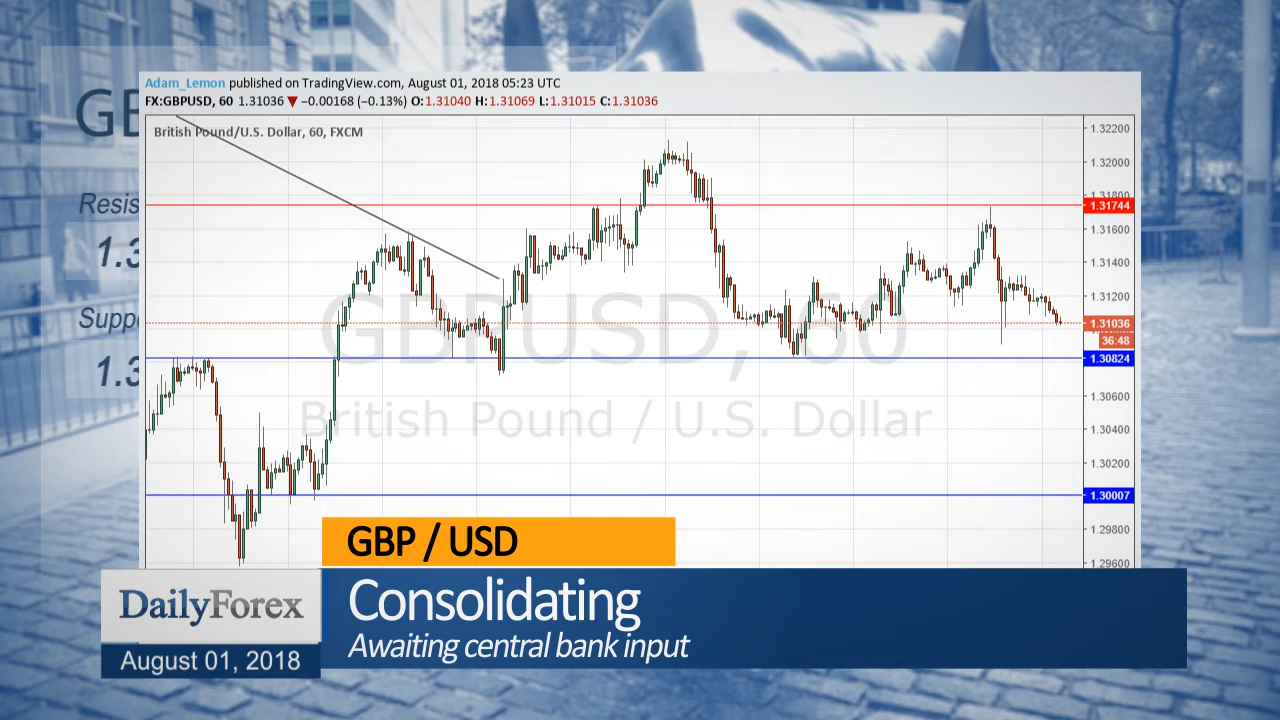 Adam_Lemon published on TradingView.com, August 01, 2018 05:23 UTC
FX:GBPUSD, 60 1.31036 ▼ −0.00168 (−0.13%) O:1.31040 H:1.31069 L:1.31015 C:1.31036
British Pound/U.S. Dollar, 60, FXCM
GB
Resis
1.3
Supp
1.3
GBPUSD, 60
British Pound / U.S. Dollar
1.32200
1.32000
1.31800
1.31744
1.31600
1.31400
1.31200
1.31036
36:48
1.30824
1.30600
1.30400
1.30200
1.30007
1.29800
1.29600
GBP / USD
DailyForex
Consolidating
Awaiting central bank input
August 01, 2018